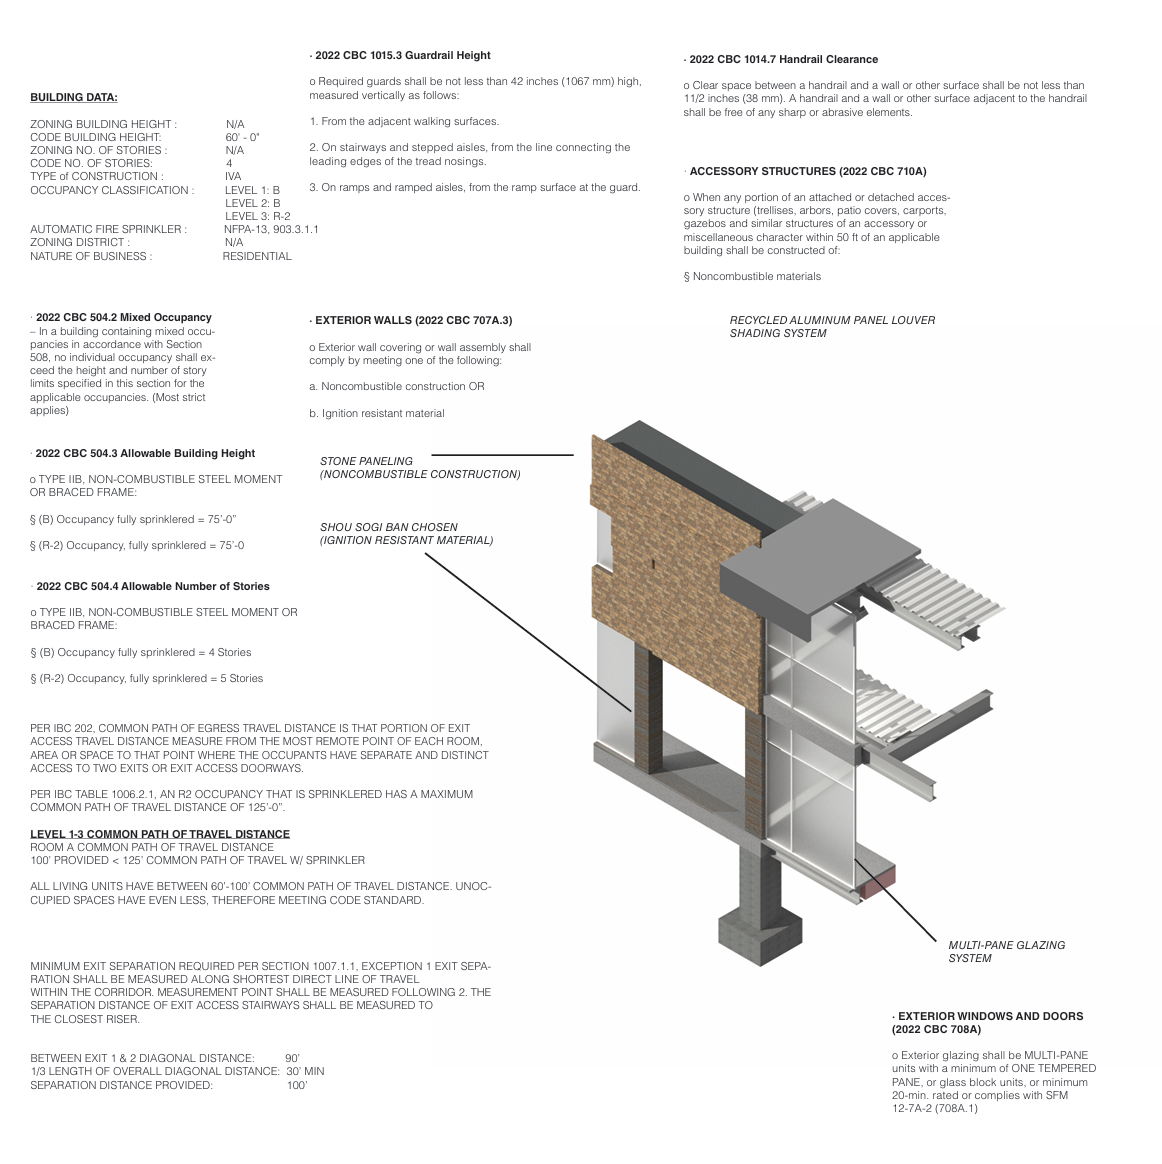 BUILDING DATA:
ZONING BUILDING HEIGHT : N/A
CODE BUILDING HEIGHT: 60' - 0"
ZONING NO. OF STORIES : N/A
CODE NO. OF STORIES: 4
TYPE of CONSTRUCTION : IVA
OCCUPANCY CLASSIFICATION : LEVEL 1: B
LEVEL 2: B
LEVEL 3: R-2
AUTOMATIC FIRE SPRINKLER : NFPA-13, 903.3.1.1
ZONING DISTRICT : N/A
NATURE OF BUSINESS : RESIDENTIAL
· 2022 CBC 1015.3 Guardrail Height
o Required guards shall be not less than 42 inches (1067 mm) high,
measured vertically as follows:
1. From the adjacent walking surfaces.
2. On stairways and stepped aisles, from the line connecting the
leading edges of the tread nosings.
3. On ramps and ramped aisles, from the ramp surface at the guard.
· 2022 CBC 1014.7 Handrail Clearance
o Clear space between a handrail and a wall or other surface shall be not less than
11/2 inches (38 mm). A handrail and a wall or other surface adjacent to the handrail
shall be free of any sharp or abrasive elements.
· ACCESSORY STRUCTURES (2022 CBC 710A)
o When any portion of an attached or detached acces-
sory structure (trellises, arbors, patio covers, carports,
gazebos and similar structures of an accessory or
miscellaneous character within 50 ft of an applicable
building shall be constructed of:
§ Noncombustible materials
· 2022 CBC 504.2 Mixed Occupancy
– In a building containing mixed occu-
pancies in accordance with Section
508, no individual occupancy shall ex-
ceed the height and number of story
limits specified in this section for the
applicable occupancies. (Most strict
applies)
· EXTERIOR WALLS (2022 CBC 707A.3)
o Exterior wall covering or wall assembly shall
comply by meeting one of the following:
a. Noncombustible construction OR
b. Ignition resistant material
RECYCLED ALUMINUM PANEL LOUVER
SHADING SYSTEM
· 2022 CBC 504.3 Allowable Building Height
o TYPE IIB, NON-COMBUSTIBLE STEEL MOMENT
OR BRACED FRAME:
§ (B) Occupancy fully sprinklered = 75'-0"
§ (R-2) Occupancy, fully sprinklered = 75'-0
STONE PANELING
(NONCOMBUSTIBLE CONSTRUCTION)
SHOU SOGI BAN CHOSEN
(IGNITION RESISTANT MATERIAL)
· 2022 CBC 504.4 Allowable Number of Stories
o TYPE IIB, NON-COMBUSTIBLE STEEL MOMENT OR
BRACED FRAME:
§ (B) Occupancy fully sprinklered = 4 Stories
§ (R-2) Occupancy, fully sprinklered = 5 Stories
PER IBC 202, COMMON PATH OF EGRESS TRAVEL DISTANCE IS THAT PORTION OF EXIT
ACCESS TRAVEL DISTANCE MEASURE FROM THE MOST REMOTE POINT OF EACH ROOM,
AREA OR SPACE TO THAT POINT WHERE THE OCCUPANTS HAVE SEPARATE AND DISTINCT
ACCESS TO TWO EXITS OR EXIT ACCESS DOORWAYS.
PER IBC TABLE 1006.2.1, AN R2 OCCUPANCY THAT IS SPRINKLERED HAS A MAXIMUM
COMMON PATH OF TRAVEL DISTANCE OF 125'-0".
LEVEL 1-3 COMMON PATH OF TRAVEL DISTANCE
ROOM A COMMON PATH OF TRAVEL DISTANCE
100' PROVIDED < 125' COMMON PATH OF TRAVEL W/ SPRINKLER
ALL LIVING UNITS HAVE BETWEEN 60'-100' COMMON PATH OF TRAVEL DISTANCE. UNOC-
CUPIED SPACES HAVE EVEN LESS, THEREFORE MEETING CODE STANDARD.
MINIMUM EXIT SEPARATION REQUIRED PER SECTION 1007.1.1, EXCEPTION 1 EXIT SEPA-
RATION SHALL BE MEASURED ALONG SHORTEST DIRECT LINE OF TRAVEL
WITHIN THE CORRIDOR. MEASUREMENT POINT SHALL BE MEASURED FOLLOWING 2. THE
SEPARATION DISTANCE OF EXIT ACCESS STAIRWAYS SHALL BE MEASURED TO
THE CLOSEST RISER.
BETWEEN EXIT 1 & 2 DIAGONAL DISTANCE: 90'
1/3 LENGTH OF OVERALL DIAGONAL DISTANCE: 30' MIN
SEPARATION DISTANCE PROVIDED: 100'
MULTI-PANE GLAZING
SYSTEM
· EXTERIOR WINDOWS AND DOORS
(2022 CBC 708A)
o Exterior glazing shall be MULTI-PANE
units with a minimum of ONE TEMPERED
PANE, or glass block units, or minimum
20-min. rated or complies with SFM
12-7A-2 (708A.1)